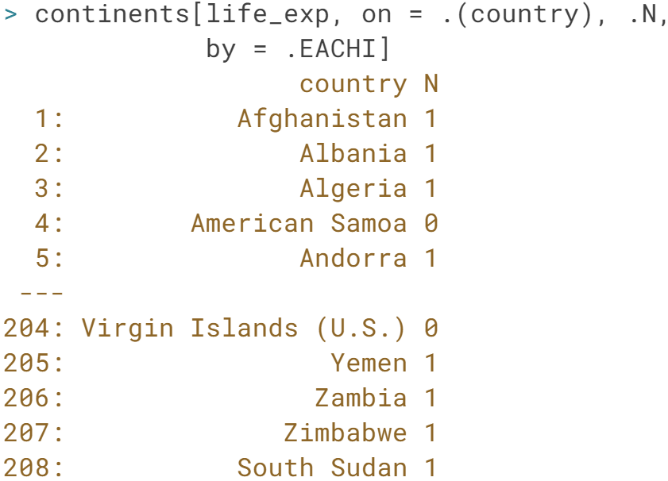 > continents[life_exp, on = .(country), .N,
by = .EACHI]
country N
1: Afghanistan 1
2: Albania 1
3: Algeria 1
4: American Samoa 0
5: Andorra 1
---
204: Virgin Islands (U.S.) 0
205: Yemen 1
206: Zambia 1
207: Zimbabwe 1
208: South Sudan 1